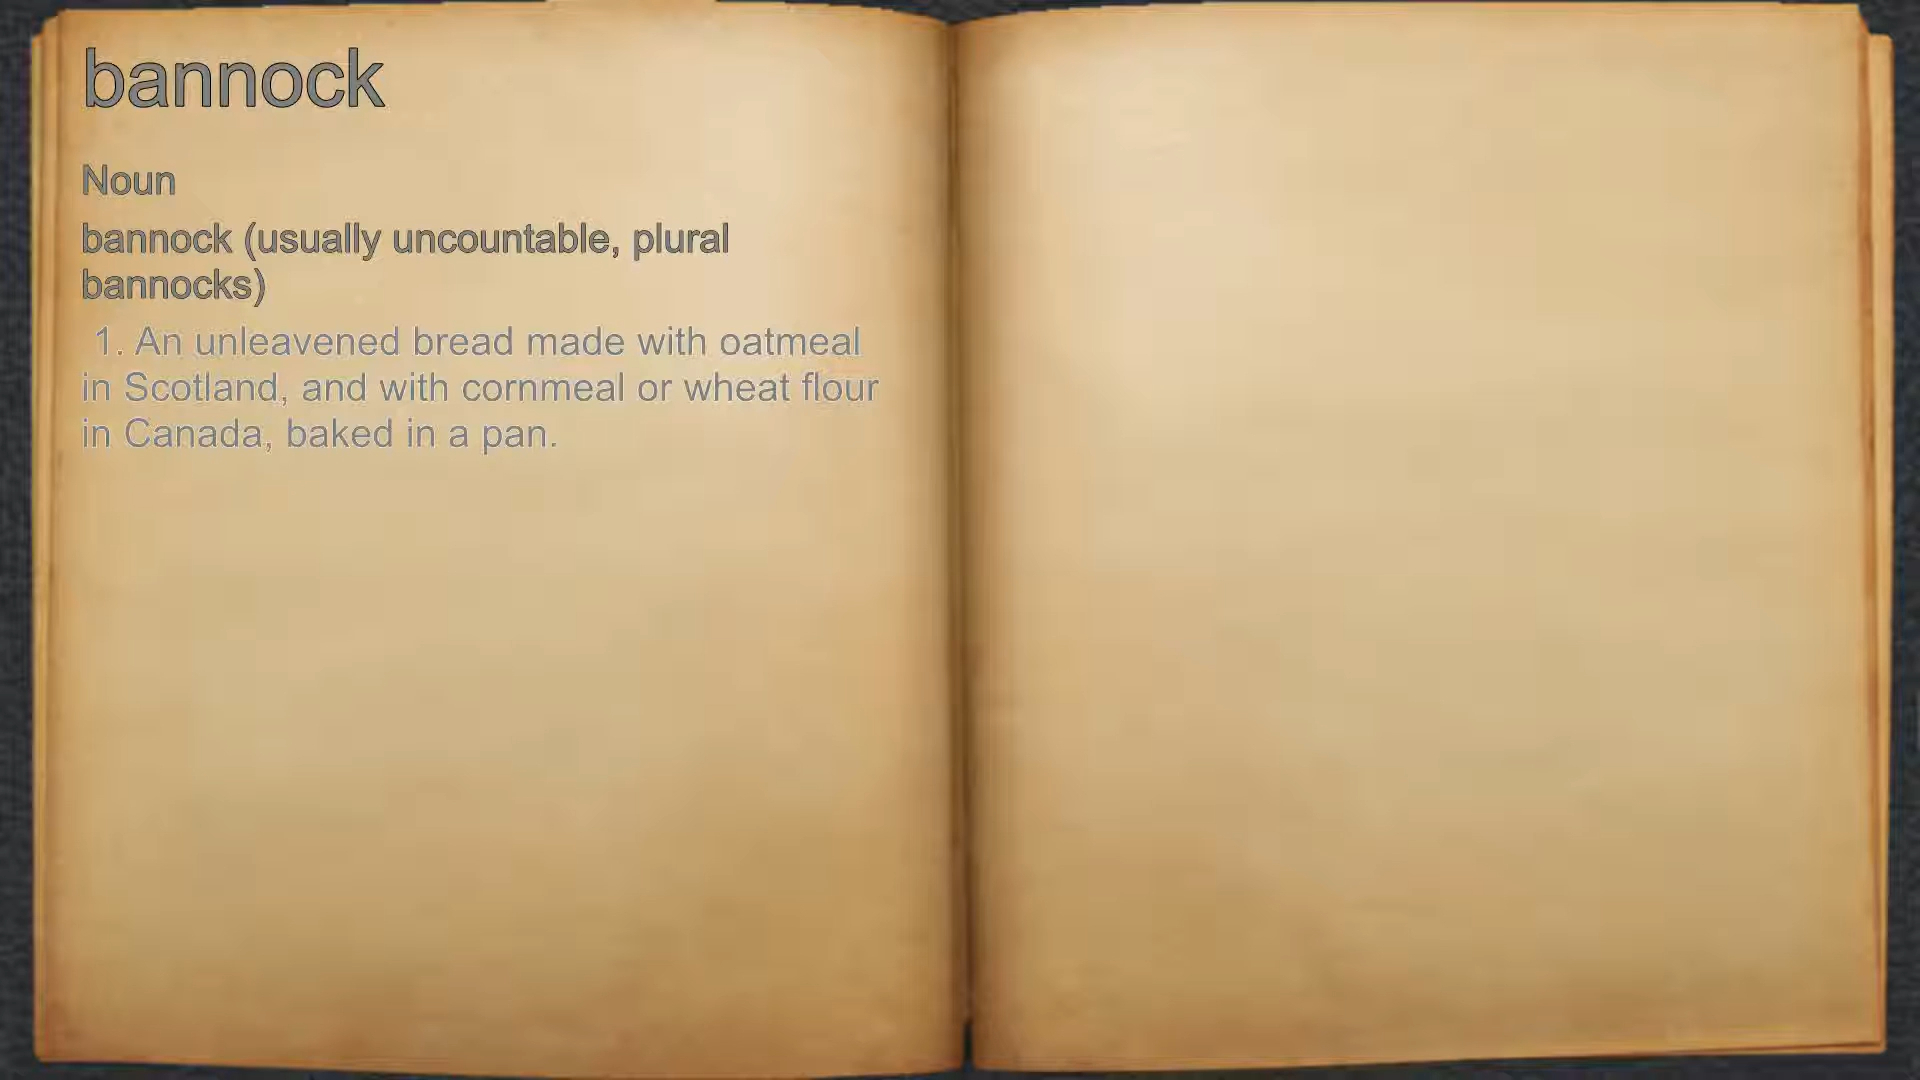 bannock
Noun
bannock (usually uncountable, plural
bannocks)
1. An unleavened bread made with oatmeal
in Scotland, and with cornmeal or wheat flour
in Canada, baked in a pan.